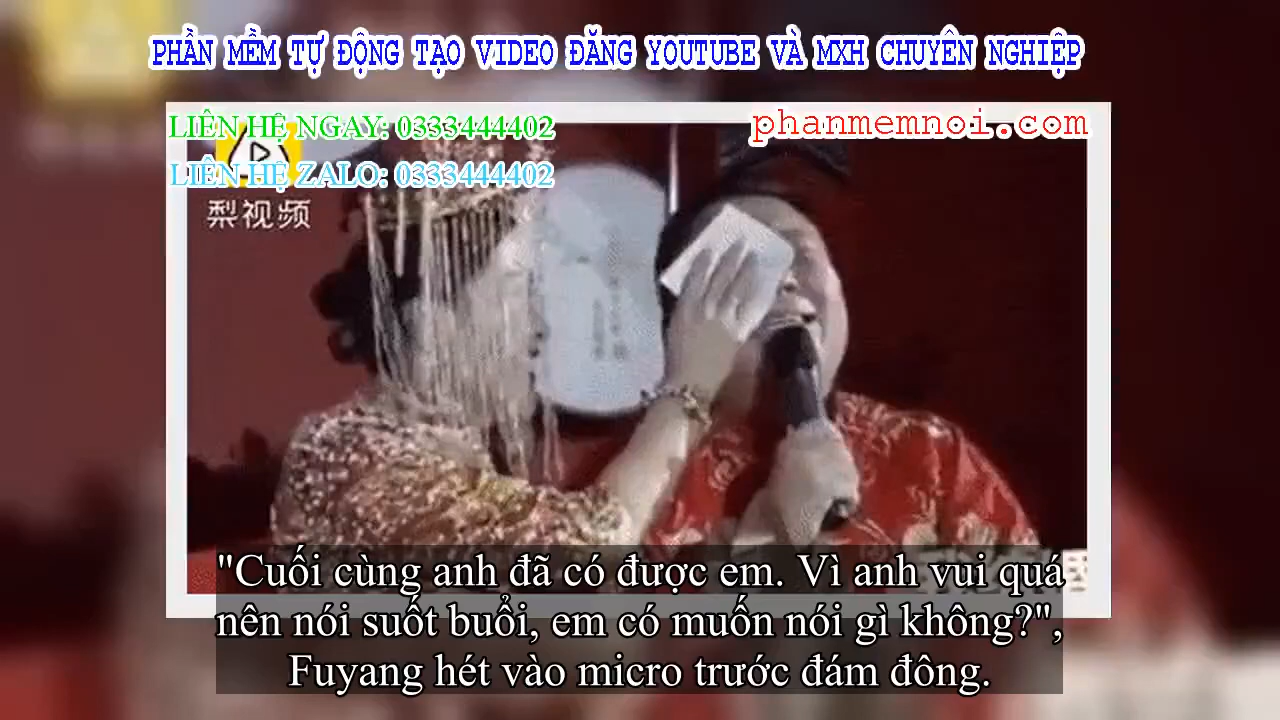 PHẦN MỀM TỰ ĐỘNG TẠO VIDEO ĐĂNG YOUTUBE VÀ MXH CHUYÊN NGHIỆP
LIÊN HỆ NGAY: 0333444402
phanmemnoi.com
LIÊN HỆ ZALO: 0333444402
梨视频
"Cuối cùng anh đã có được em. Vì anh vui quá
nên nói suốt buổi, em có muốn nói gì không?",
Fuyang hét vào micro trước đám đông.